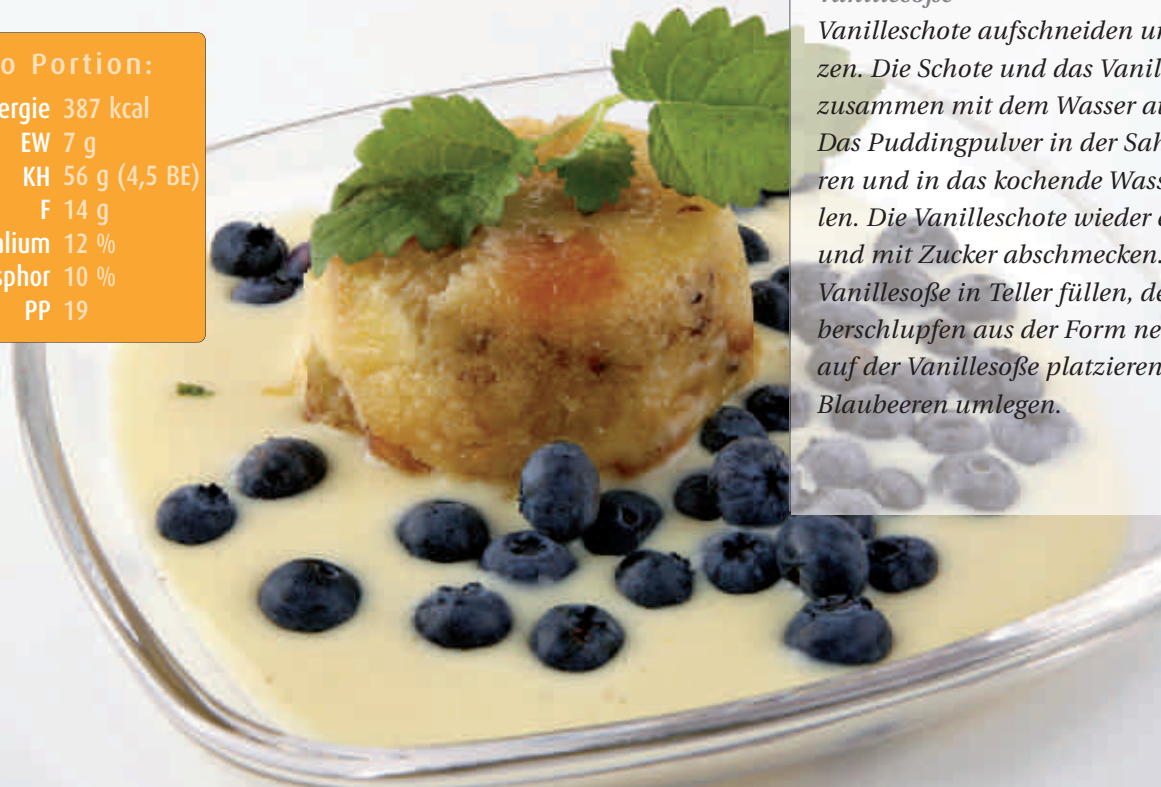 o Portion:
ergie 387 kcal
EW 7 g
KH 56 g (4,5 BE)
F 14 g
alium 12 %
sphor 10 %
PP 19
Vanillesoße
Vanilleschote aufschneiden u
zen. Die Schote und das Vanil
zusammen mit dem Wasser a
Das Puddingpulver in der Sah
ren und in das kochende Wass
len. Die Vanilleschote wieder
und mit Zucker abschmecken.
Vanillesoße in Teller füllen, de
berschlupfen aus der Form ne
auf der Vanillesoße platzieren
Blaubeeren umlegen.